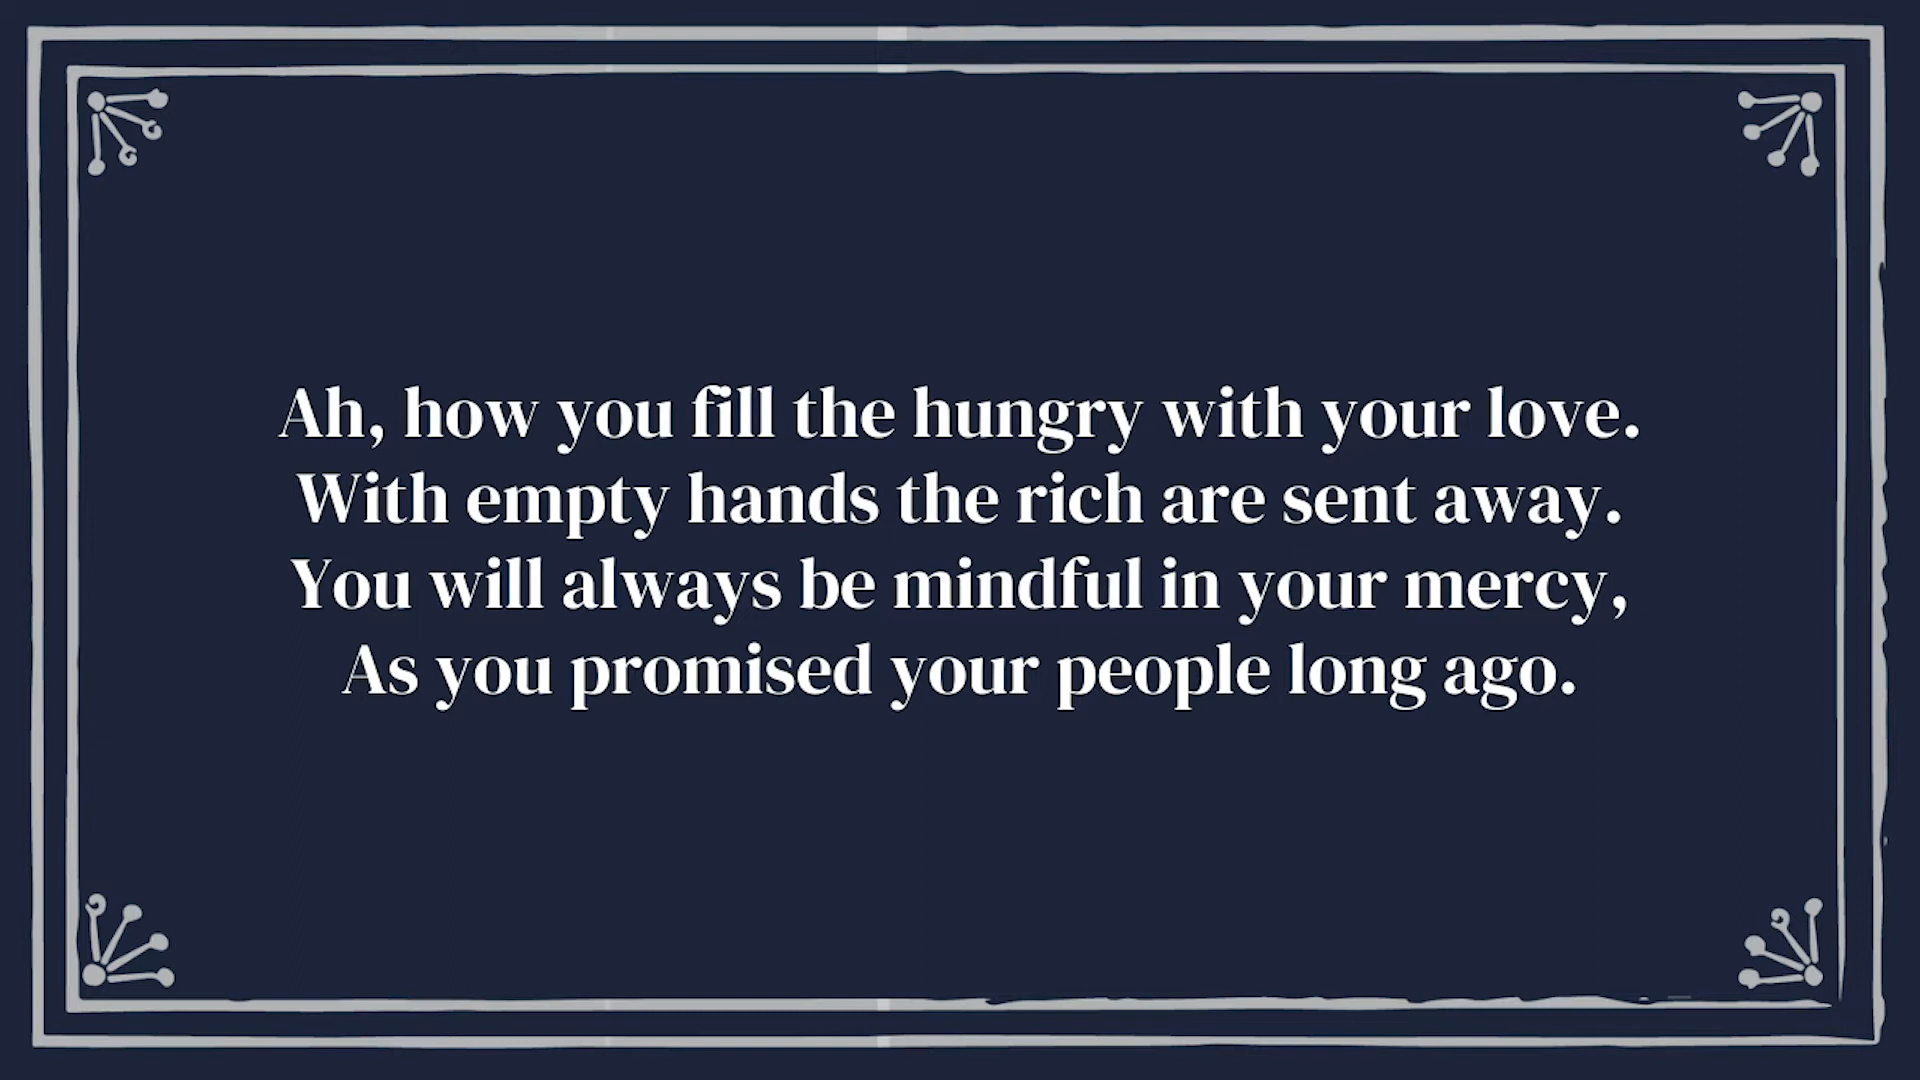 Ah, how you fill the hungry with your love.
With empty hands the rich are sent away.
You will always be mindful in your mercy,
As you promised your people long ago.